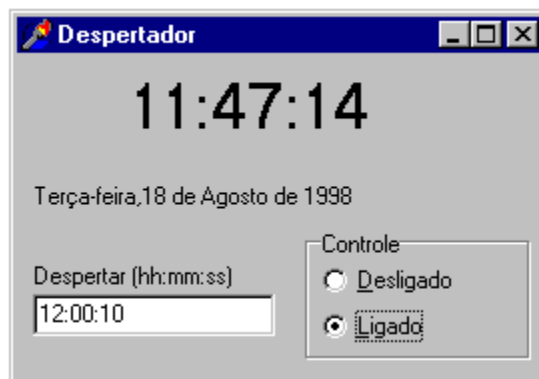 Despertador
11:47:14
Terça-feira,18 de Agosto de 1998
Despertar (hh:mm:ss)
12:00:10
Controle
Desligado
Ligado